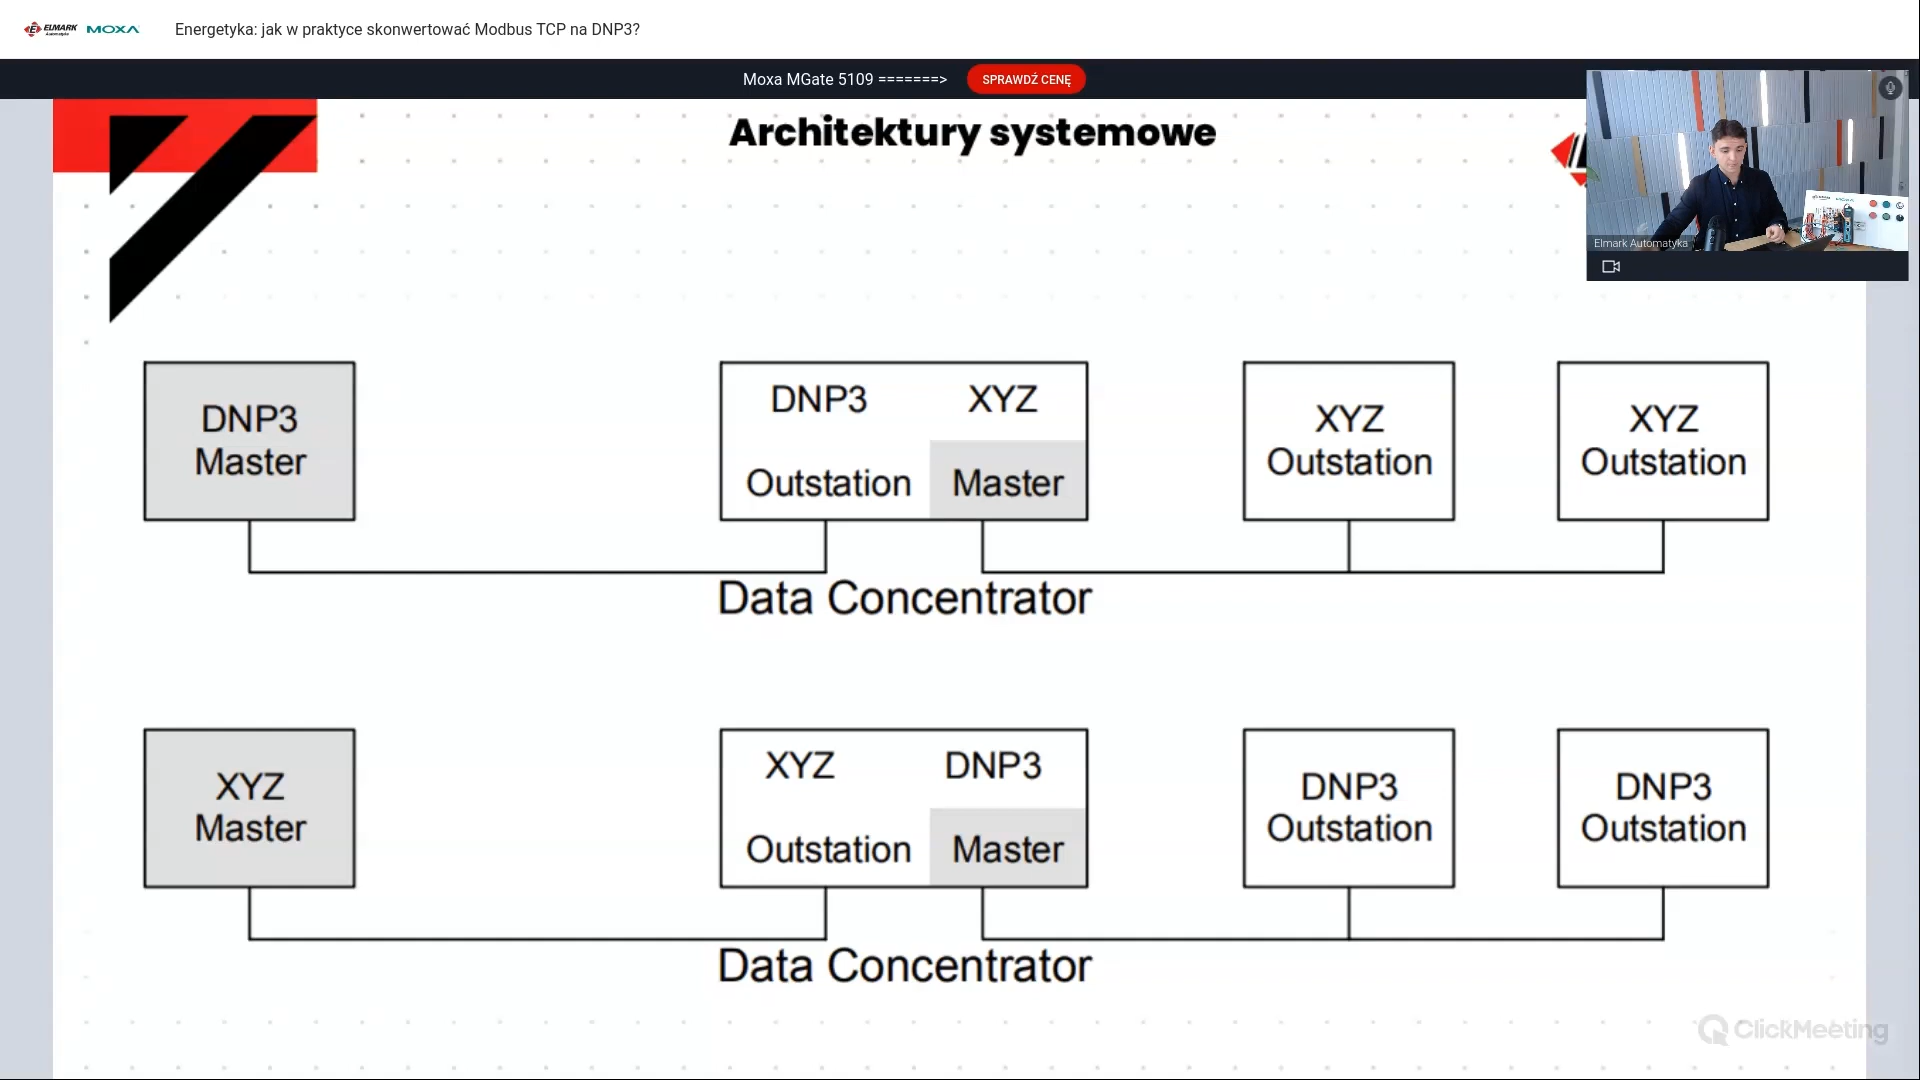 ELMARK
Automatyka
MOXA
Energetyka: jak w praktyce skonwertować Modbus TCP na DNP3?
Moxa MGate 5109 =======>
SPRAWDŹ CENĘ
Architektury systemowe
Elmark Automatyka
DNP3
Master
DNP3 XYZ
Outstation Master
XYZ
Outstation
XYZ
Outstation
Data Concentrator
XYZ
Master
XYZ DNP3
Outstation Master
DNP3
Outstation
DNP3
Outstation
Data Concentrator
ClickMeeting